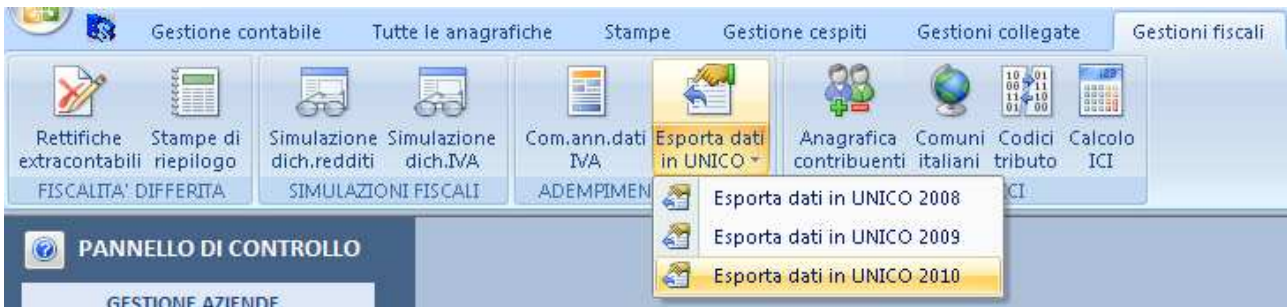 Gestione contabile Tutte le anagrafiche Stampe Gestione cespiti Gestioni collegate Gestioni fiscali
Rettifiche extracontabili
Stampe di riepilogo
Simulazione dich.redditi
Simulazione dich.IVA
Com.ann.dati IVA
Esporta dati in UNICO
Anagrafica contribuenti
Comuni italiani
Codici tributo
Calcolo ICI
FISCALITA' DIFFERITA
SIMULAZIONI FISCALI
ADEMPIMEN
CI
Esporta dati in UNICO 2008
Esporta dati in UNICO 2009
Esporta dati in UNICO 2010
PANNELLO DI CONTROLLO
GESTIONE AZIENDE